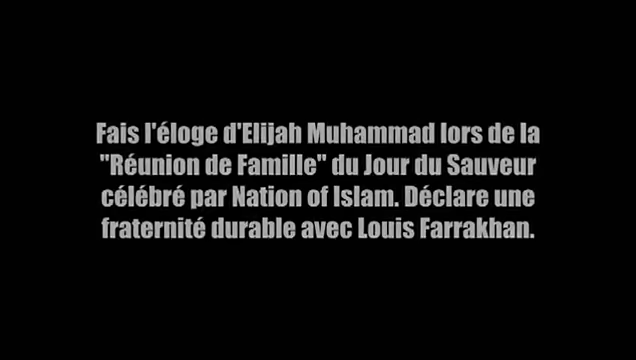 Fais l'éloge d'Elijah Muhammad lors de la
"Réunion de Famille" du Jour du Sauveur
célébré par Nation of Islam. Déclare une
fraternité durable avec Louis Farrakhan.